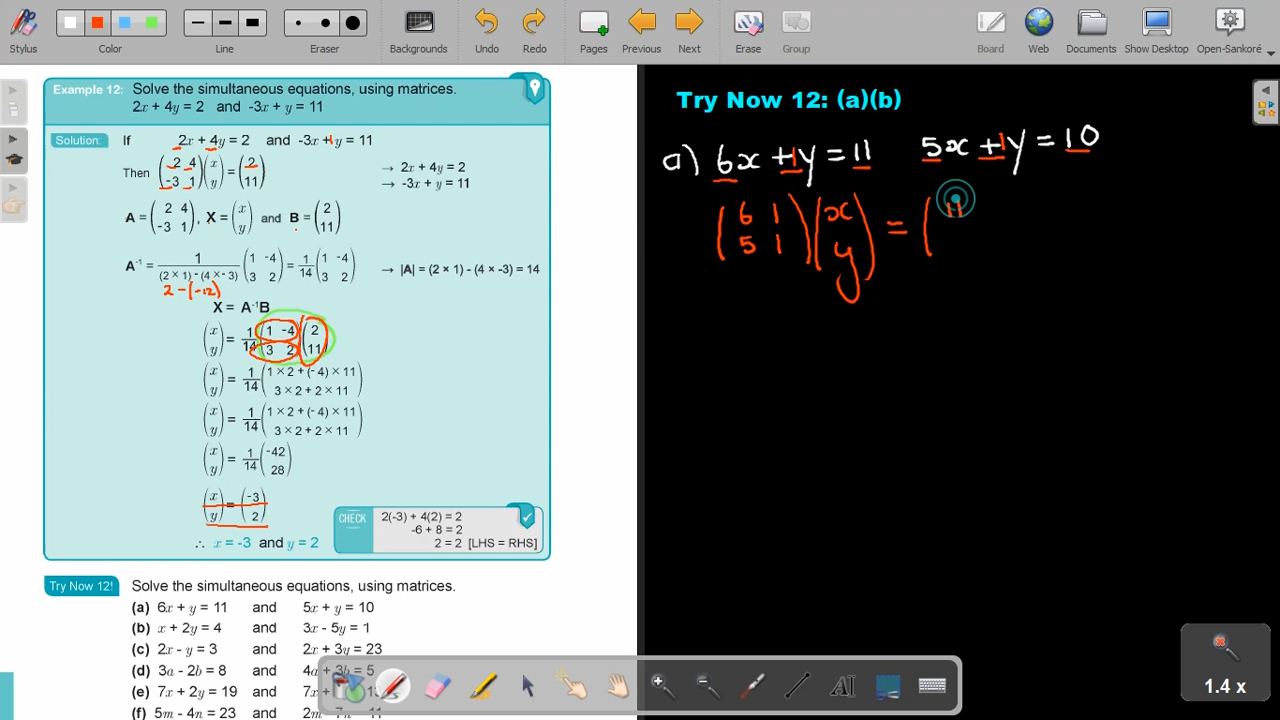 Stylus Color Line Eraser Backgrounds Undo Redo Pages Previous Next Erase Group Board Web Documents Show Desktop Open-Sankoré
Example 12: Solve the simultaneous equations, using matrices.
2x + 4y = 2 and -3x + y = 11
Solution: If 2x + 4y = 2 and -3x + 1y = 11
Then ( 2 4 ) ( x ) = ( 2 ) → 2x + 4y = 2
( -3 1 ) ( y ) ( 11 ) → -3x + y = 11
A = ( 2 4 ) , X = ( x ) and B = ( 2 )
( -3 1 ) ( y ) ( 11 )
A⁻¹ = 1 / (2 × 1) - (4 × -3) ( 1 -4 ) = 1/14 ( 1 -4 ) → |A| = (2 × 1) - (4 × -3) = 14
( 3 2 ) ( 3 2 )
2 - (-12)
X = A⁻¹B
( x ) = 1/14 ( 1 -4 ) ( 2 )
( y ) ( 3 2 ) ( 11 )
( x ) = 1/14 ( 1 × 2 + (- 4) × 11 )
( y ) ( 3 × 2 + 2 × 11 )
( x ) = 1/14 ( 1 × 2 + (- 4) × 11 )
( y ) ( 3 × 2 + 2 × 11 )
( x ) = 1/14 ( -42 )
( y ) ( 28 )
( x ) = ( -3 )
( y ) ( 2 )
∴ x = -3 and y = 2
CHECK 2(-3) + 4(2) = 2
-6 + 8 = 2
2 = 2 [LHS = RHS]
Try Now 12! Solve the simultaneous equations, using matrices.
(a) 6x + y = 11 and 5x + y = 10
(b) x + 2y = 4 and 3x - 5y = 1
(c) 2x - y = 3 and 2x + 3y = 23
(d) 3a - 2b = 8 and 4a + 3b = 5
(e) 7x + 2y = 19 and 7x
(f) 5m - 4n = 23 and 2m - 7n = 11
Try Now 12: (a)(b)
a) 6x + 1y = 11 5x + 1y = 10
( 6 1 ) ( x ) = ( 11
( 5 1 ) ( y )
1.4 x